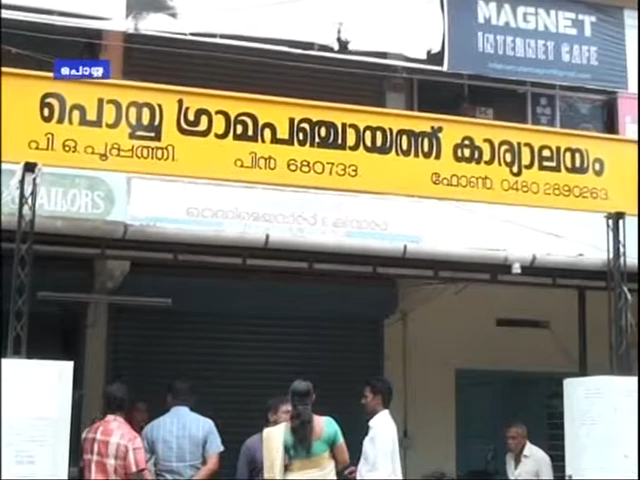 MAGNET
INTERNET CAFE
പൊയ്യ
പൊയ്യ ഗ്രാമപഞ്ചായത്ത് കാര്യാലയം
പി.ഒ.പൂപ്പത്തി. പിൻ 680733. ഫോൺ. 0480 2890263.
TAILORS